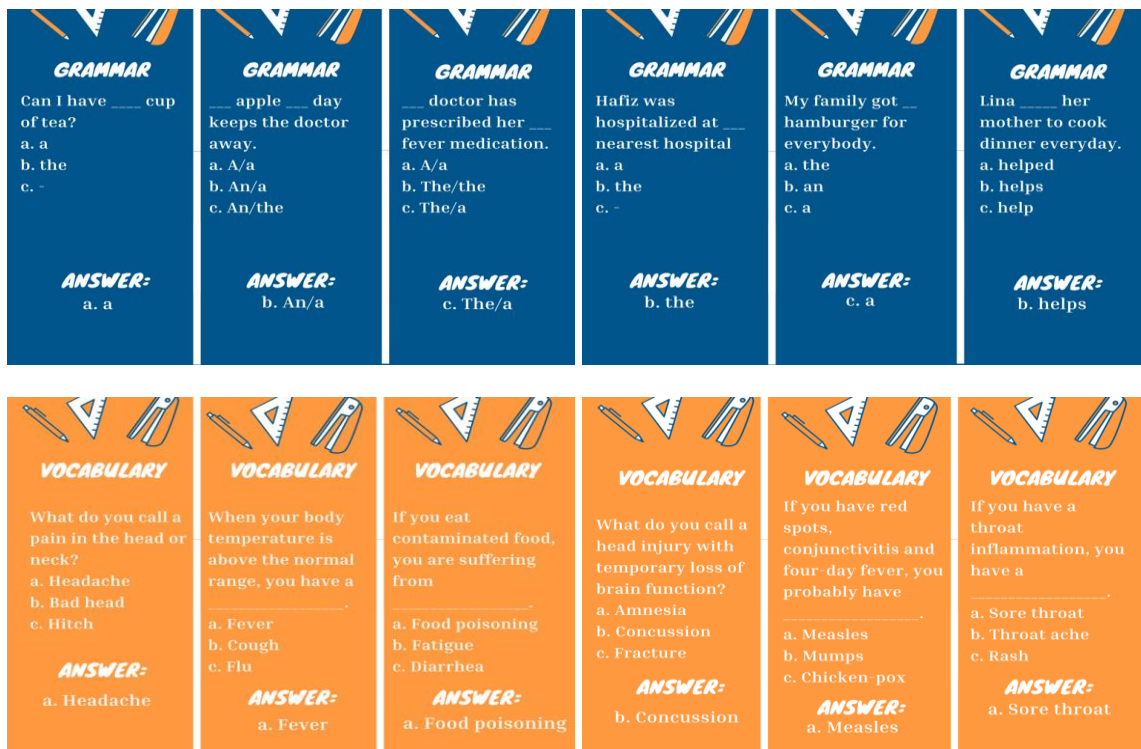 GRAMMAR
Can I have ____ cup
of tea?
a. a
b. the
c. -
ANSWER:
a. a
GRAMMAR
___ apple ___ day
keeps the doctor
away.
a. A/a
b. An/a
c. An/the
ANSWER:
b. An/a
GRAMMAR
___ doctor has
prescribed her ___
fever medication.
a. A/a
b. The/the
c. The/a
ANSWER:
c. The/a
GRAMMAR
Hafiz was
hospitalized at ___
nearest hospital
a. a
b. the
c. -
ANSWER:
b. the
GRAMMAR
My family got __
hamburger for
everybody.
a. the
b. an
c. a
ANSWER:
c. a
GRAMMAR
Lina _____ her
mother to cook
dinner everyday.
a. helped
b. helps
c. help
ANSWER:
b. helps
VOCABULARY
What do you call a
pain in the head or
neck?
a. Headache
b. Bad head
c. Hitch
ANSWER:
a. Headache
VOCABULARY
When your body
temperature is
above the normal
range, you have a
__________________.
a. Fever
b. Cough
c. Flu
ANSWER:
a. Fever
VOCABULARY
If you eat
contaminated food,
you are suffering
from
__________________.
a. Food poisoning
b. Fatigue
c. Diarrhea
ANSWER:
a. Food poisoning
VOCABULARY
What do you call a
head injury with
temporary loss of
brain function?
a. Amnesia
b. Concussion
c. Fracture
ANSWER:
b. Concussion
VOCABULARY
If you have red
spots,
conjunctivitis and
four-day fever, you
probably have
__________________.
a. Measles
b. Mumps
c. Chicken-pox
ANSWER:
a. Measles
VOCABULARY
If you have a
throat
inflammation, you
have a
__________________.
a. Sore throat
b. Throat ache
c. Rash
ANSWER:
a. Sore throat